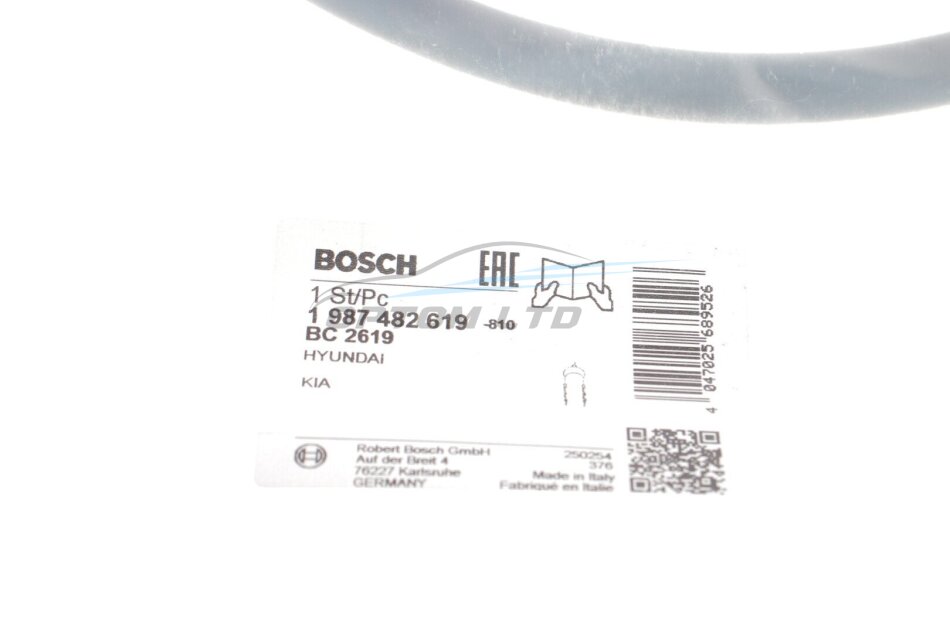 BOSCH
EAC
1 St/Pc
1 987 482 619 -810
BC 2619
HYUNDAI
KIA
4 047025 689526
Robert Bosch GmbH
Auf der Breit 4
76227 Karlsruhe
GERMANY
250254
376
Made in Italy
Fabriqué en Italie
LTD